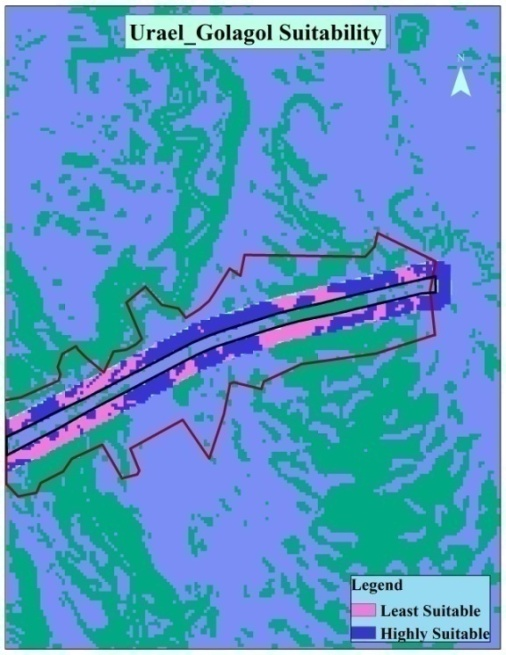 Urael_Golagol Suitability
N
Legend
Least Suitable
Highly Suitable